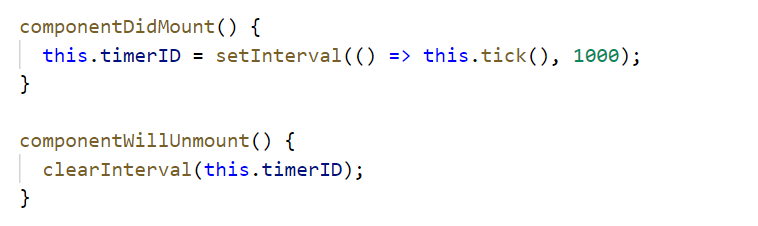 componentDidMount() {
  this.timerID = setInterval(() => this.tick(), 1000);
}

componentWillUnmount() {
  clearInterval(this.timerID);
}